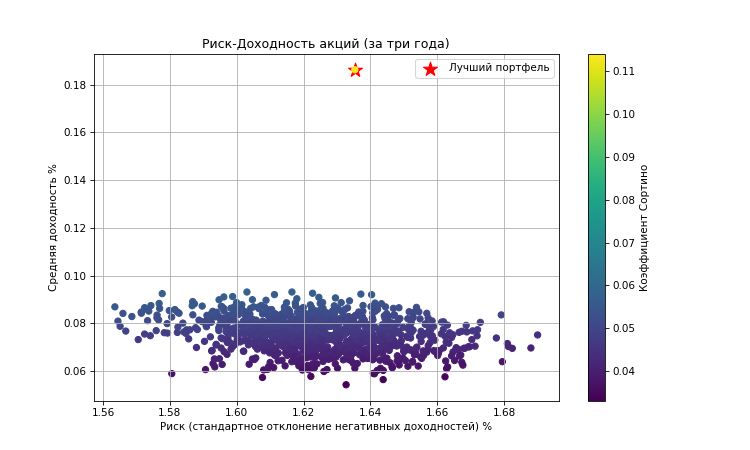 Риск-Доходность акций (за три года)
Лучший портфель
Средняя доходность %
0.18
0.16
0.14
0.12
0.10
0.08
0.06
1.56 1.58 1.60 1.62 1.64 1.66 1.68
Риск (стандартное отклонение негативных доходностей) %
0.11
0.10
0.09
0.08
0.07
0.06
0.05
0.04
Коэффициент Сортино